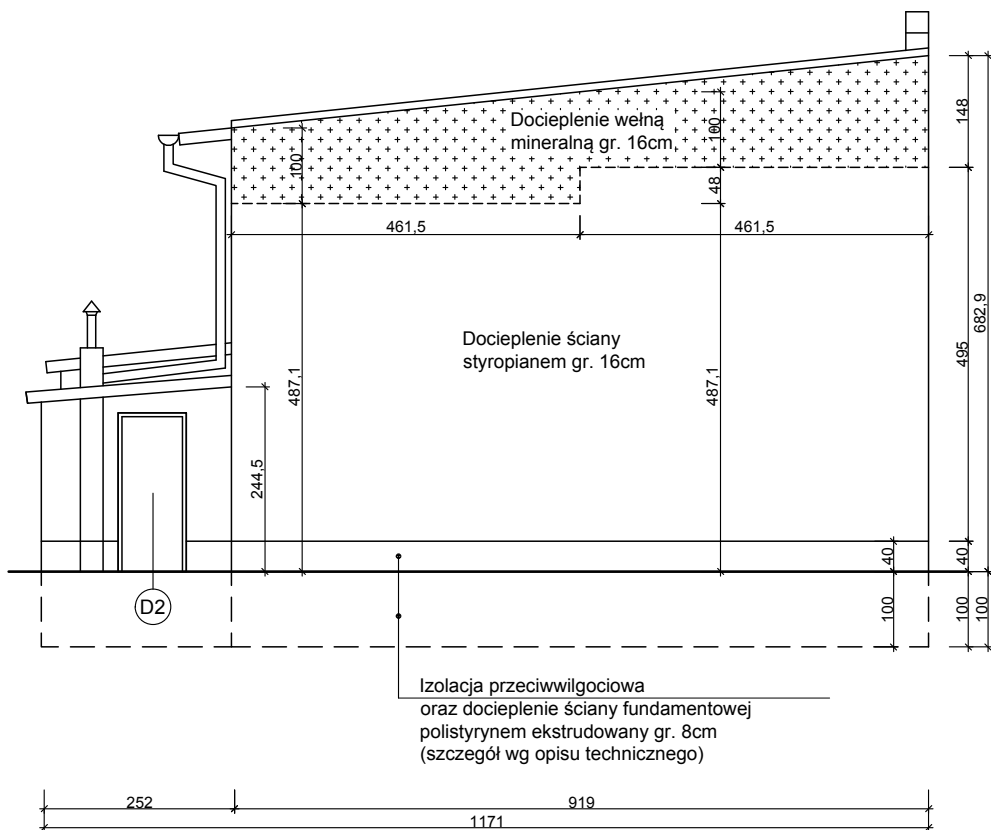 148
Docieplenie wełną
mineralną gr. 16cm
100
100
48
461,5
461,5
682,9
Docieplenie ściany
styropianem gr. 16cm
495
487,1
487,1
244,5
40
40
D2
100
100
100
Izolacja przeciwwilgociowa
oraz docieplenie ściany fundamentowej
polistyrynem ekstrudowany gr. 8cm
(szczegół wg opisu technicznego)
252
919
1171